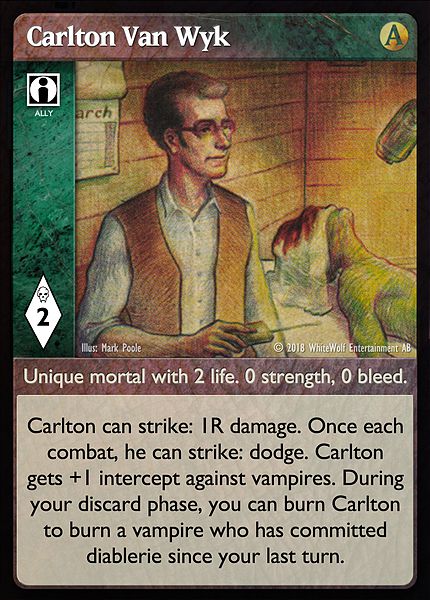 Carlton Van Wyk
A
ALLY
arch
2
Illus: Mark Poole
© 2018 WhiteWolf Entertainment AB
Unique mortal with 2 life. 0 strength, 0 bleed.
Carlton can strike: 1R damage. Once each
combat, he can strike: dodge. Carlton
gets +1 intercept against vampires. During
your discard phase, you can burn Carlton
to burn a vampire who has committed
diablerie since your last turn.